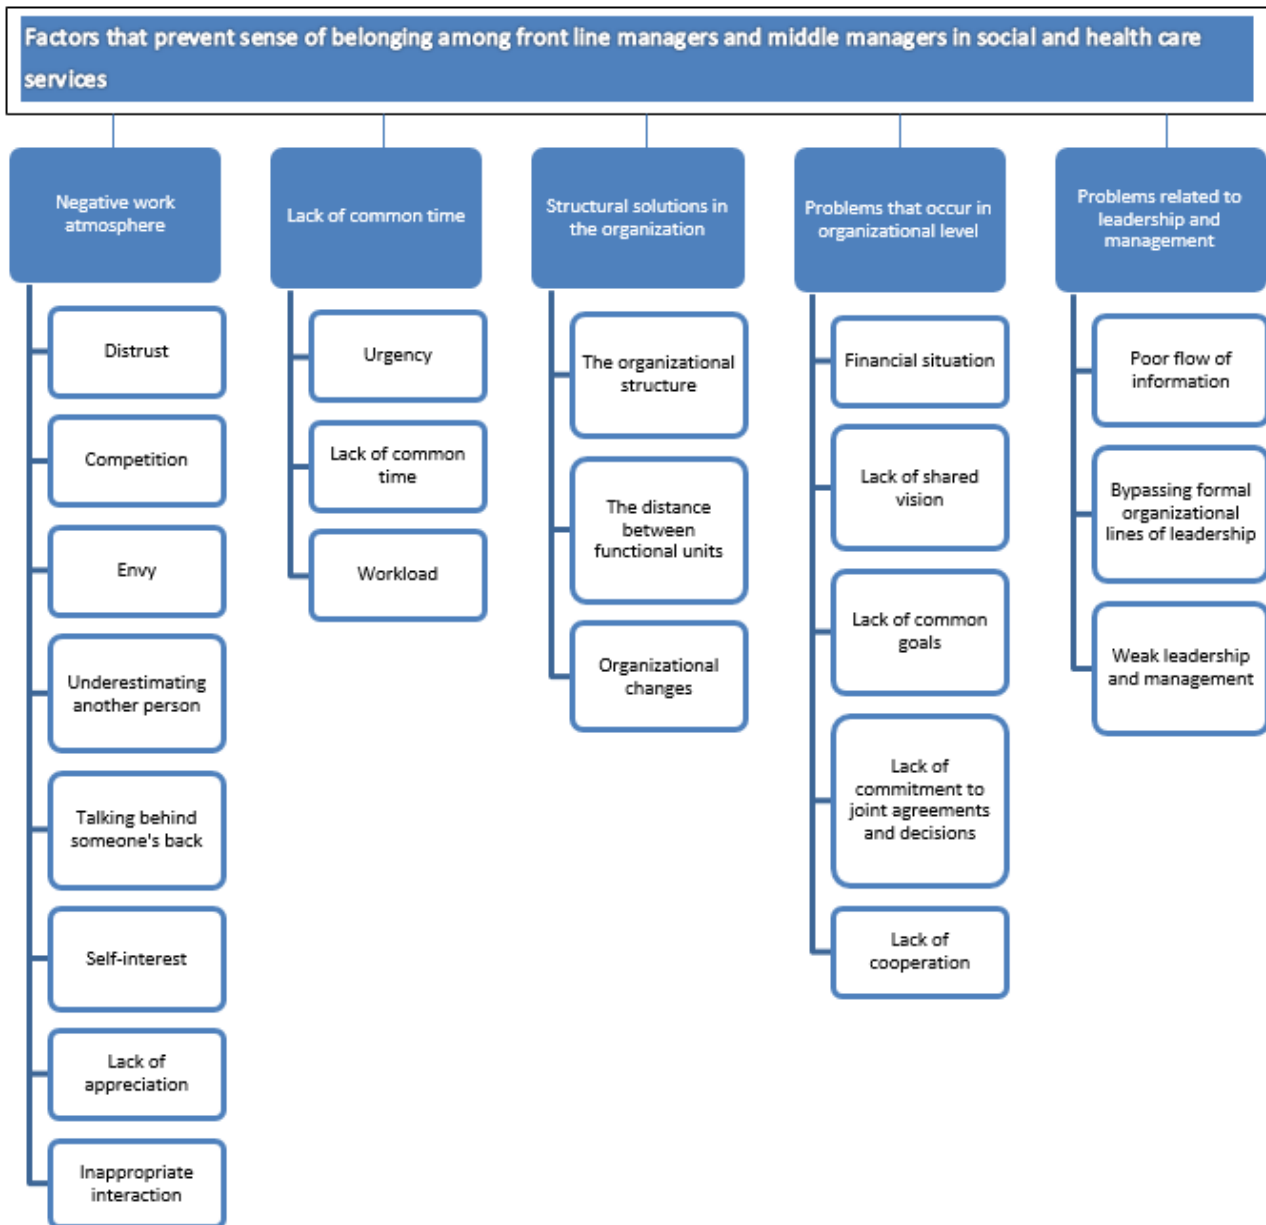 Factors that prevent sense of belonging among front line managers and middle managers in social and health care
services
Negative work
atmosphere
Distrust
Competition
Envy
Underestimating
another person
Talking behind
someone's back
Self-interest
Lack of
appreciation
Inappropriate
interaction
Lack of common time
Urgency
Lack of common
time
Workload
Structural solutions in
the organization
The organizational
structure
The distance
between
functional units
Organizational
changes
Problems that occur in
organizational level
Financial situation
Lack of shared
vision
Lack of common
goals
Lack of
commitment to
joint agreements
and decisions
Lack of
cooperation
Problems related to
leadership and
management
Poor flow of
information
Bypassing formal
organizational
lines of leadership
Weak leadership
and management